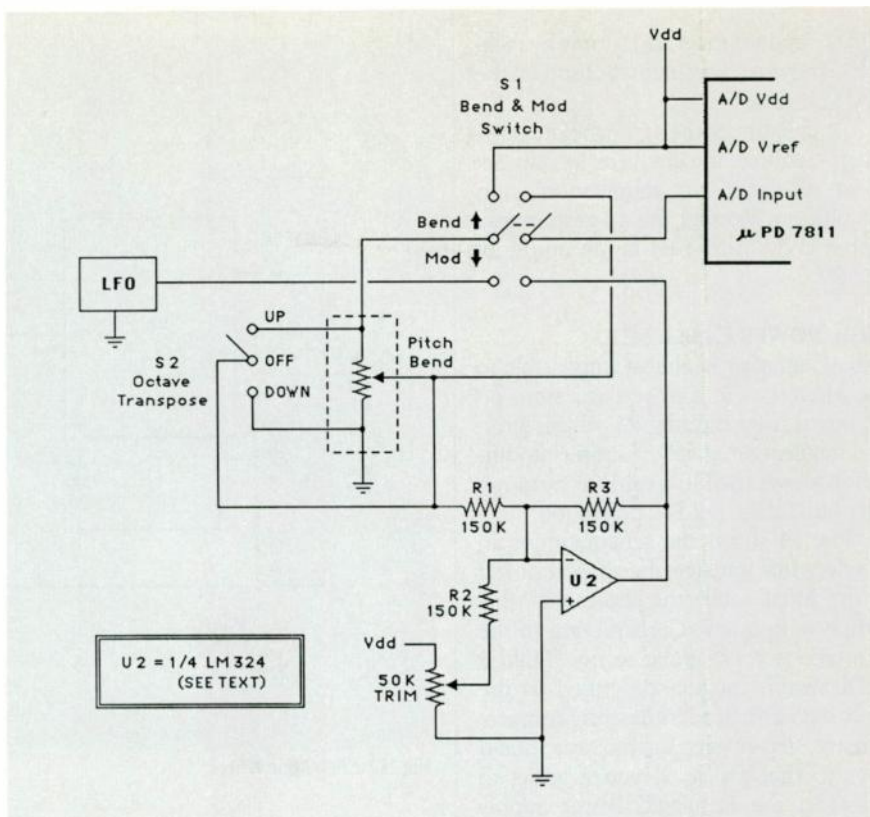 Vdd
S1
Bend & Mod
Switch
A/D Vdd
A/D Vref
A/D Input
μPD 7811
Bend
Mod
LFO
UP
OFF
DOWN
S2
Octave
Transpose
Pitch
Bend
R1
150K
R3
150K
R2
150K
U2
-
+
Vdd
50K
TRIM
U2 = 1/4 LM324
(SEE TEXT)